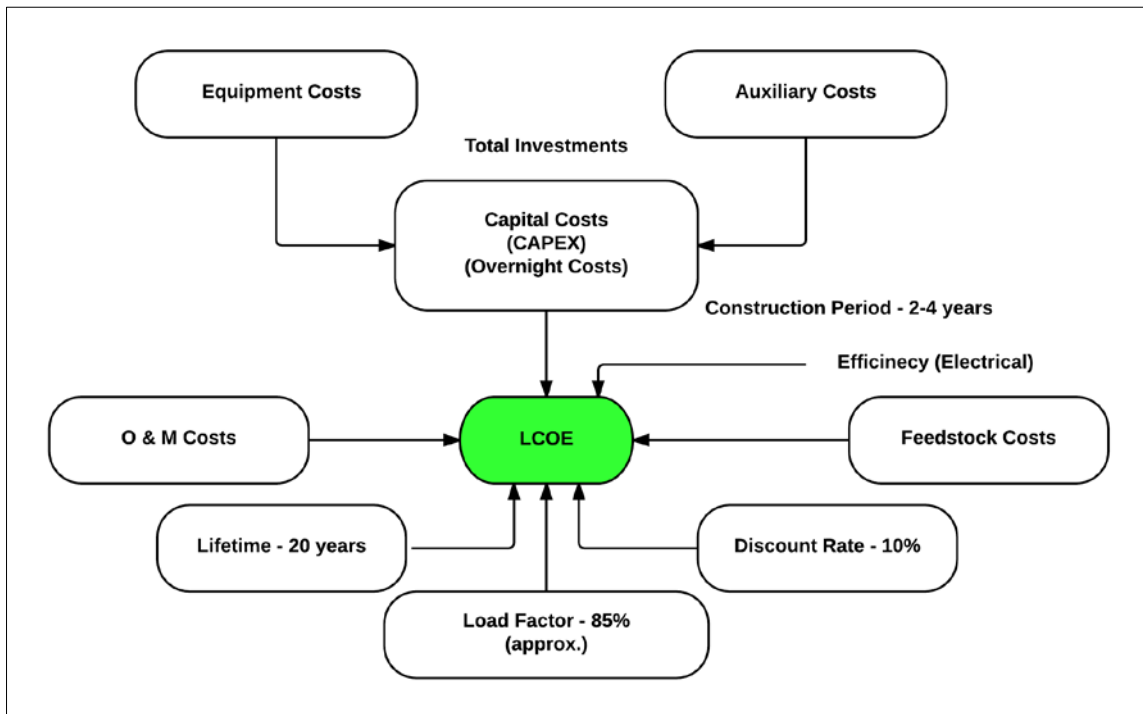 Equipment Costs
Auxiliary Costs
Total Investments
Capital Costs
(CAPEX)
(Overnight Costs)
Construction Period - 2-4 years
Efficinecy (Electrical)
O & M Costs
LCOE
Feedstock Costs
Lifetime - 20 years
Discount Rate - 10%
Load Factor - 85%
(approx.)